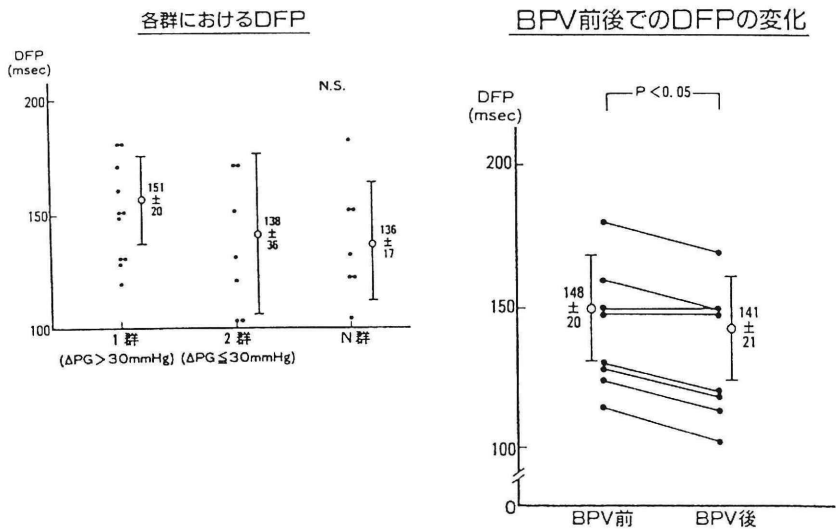 各群におけるDFP
DFP
(msec)
N.S.
200
150
100
151
±
20
138
±
36
136
±
17
1群
2群
N群
(ΔPG>30mmHg) (ΔPG≦30mmHg)
BPV前後でのDFPの変化
P<0.05
DFP
(msec)
200
150
100
0
148
±
20
141
±
21
BPV前
BPV後